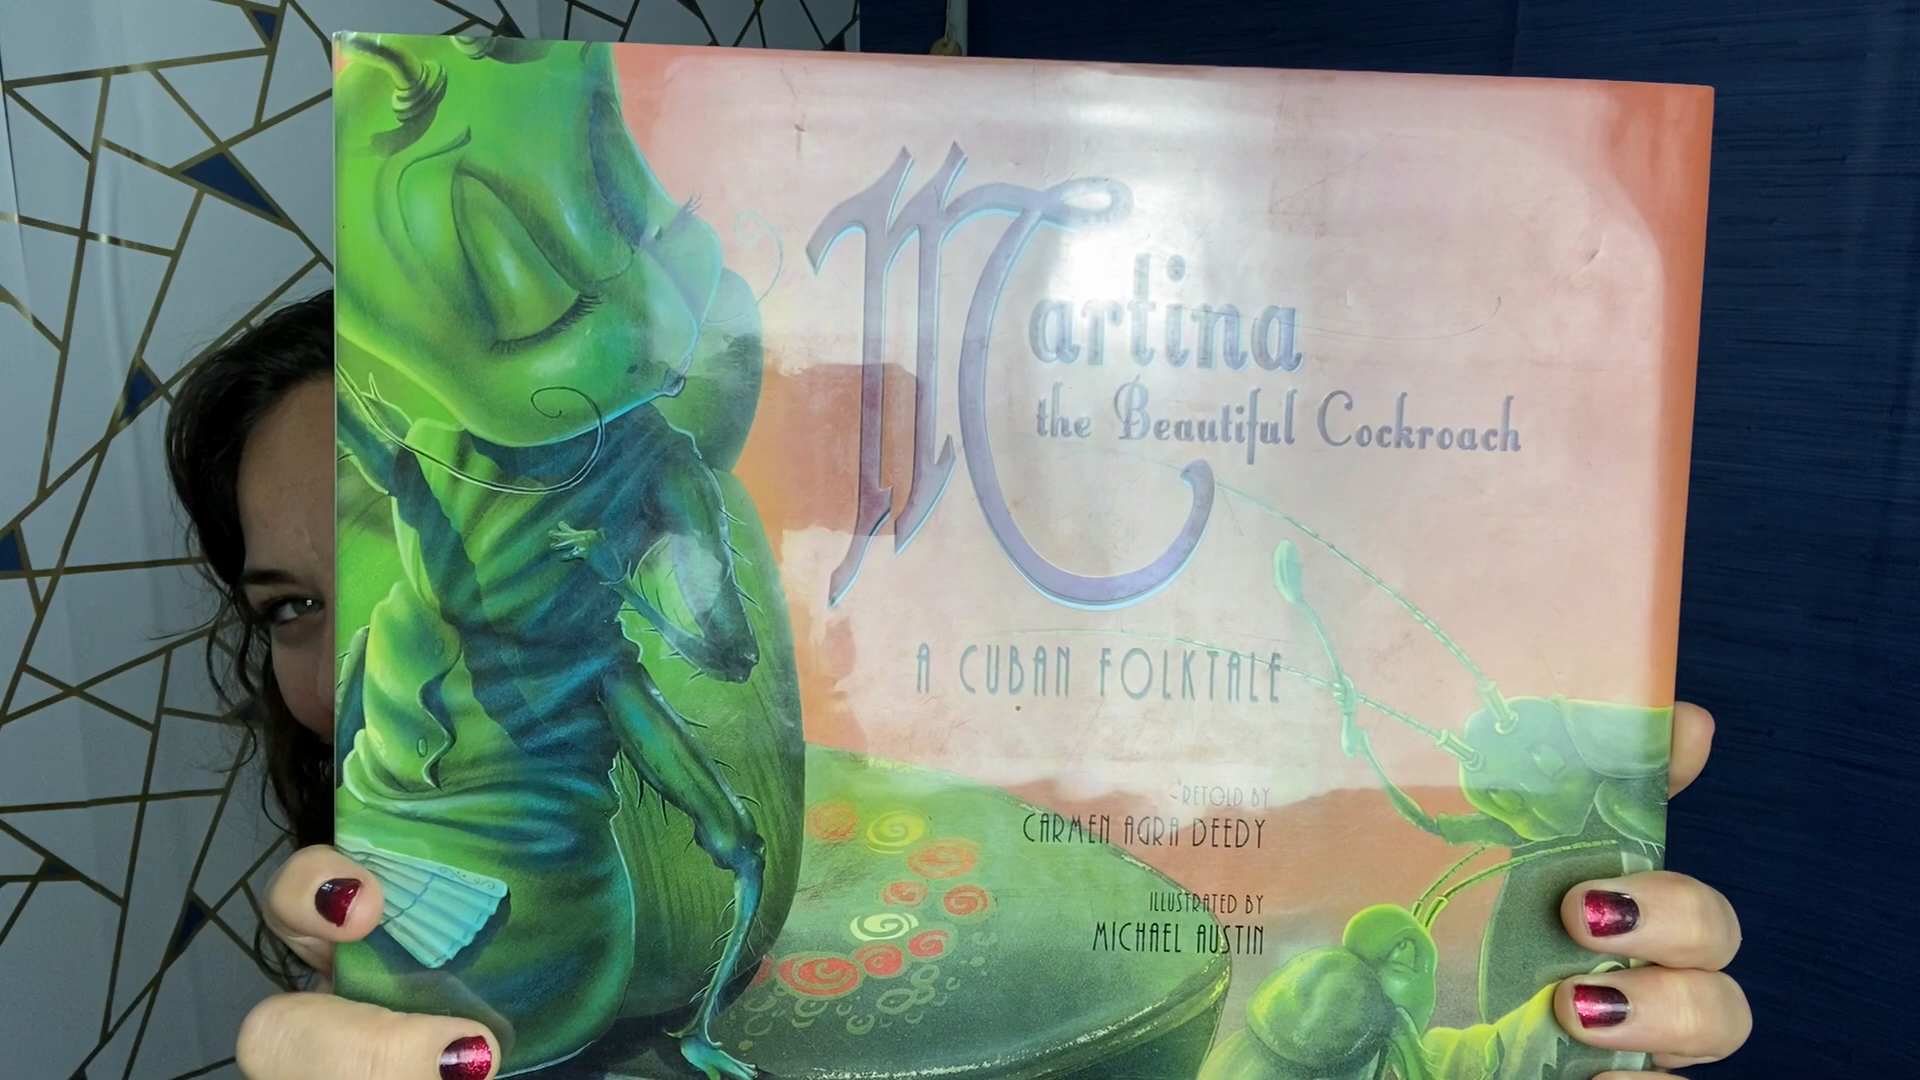 Martina
the Beautiful Cockroach
A CUBAN FOLKTALE
RETOLD BY
CARMEN AGRA DEEDY
ILLUSTRATED BY
MICHAEL AUSTIN